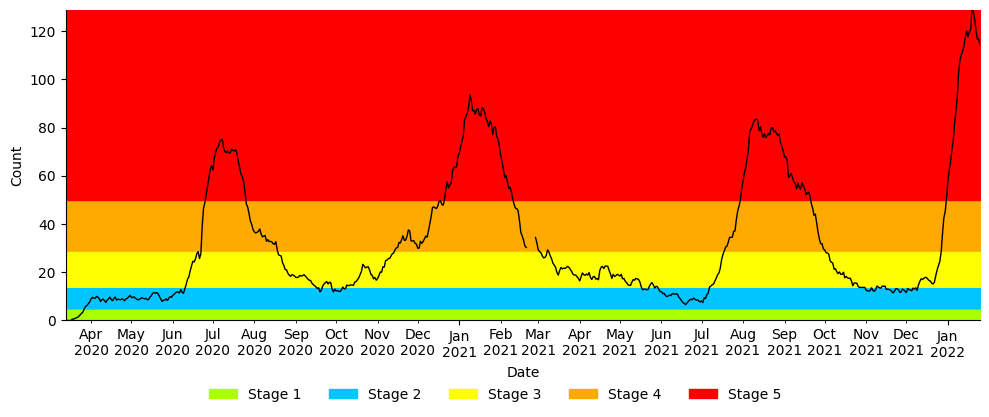 120
100
80
60
40
20
0
Count
Apr May Jun Jul Aug Sep Oct Nov Dec Jan Feb Mar Apr May Jun Jul Aug Sep Oct Nov Dec Jan
2020 2020 2020 2020 2020 2020 2020 2020 2020 2021 2021 2021 2021 2021 2021 2021 2021 2021 2021 2021 2021 2022
Date
Stage 1 Stage 2 Stage 3 Stage 4 Stage 5